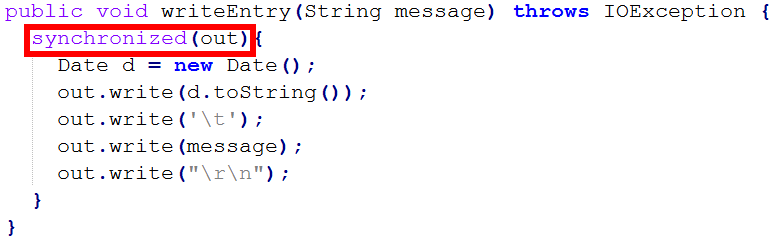 public void writeEntry(String message) throws IOException {
  synchronized(out){
    Date d = new Date();
    out.write(d.toString());
    out.write('\t');
    out.write(message);
    out.write("\r\n");
  }
}